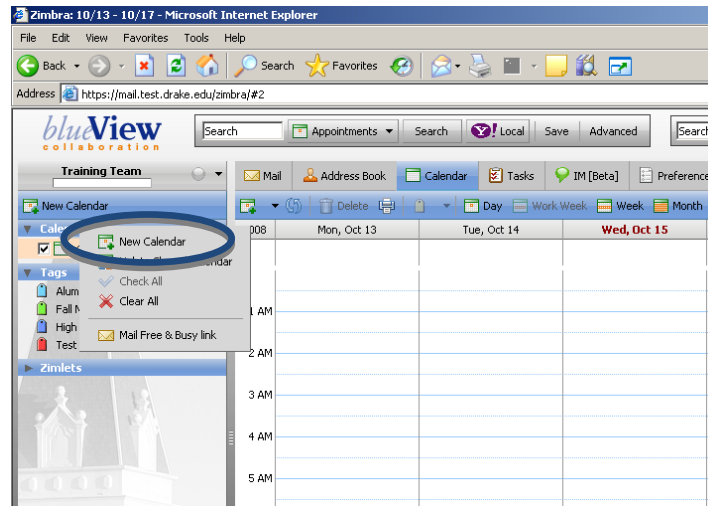 Zimbra: 10/13 - 10/17 - Microsoft Internet Explorer
File Edit View Favorites Tools Help
Back Search Favorites
Address https://mail.test.drake.edu/zimbra/#2
blueView
collaboration
Search Appointments Search Y! Local Save Advanced Search
Training Team
Mail Address Book Calendar Tasks IM [Beta] Preference
New Calendar
Delete Day Work Week Week Month
008 Mon, Oct 13 Tue, Oct 14 Wed, Oct 15
New Calendar
Check All
Clear All
Mail Free & Busy link
Tags
Alum
Fall
High
Test
Zimlets
1 AM
2 AM
3 AM
4 AM
5 AM